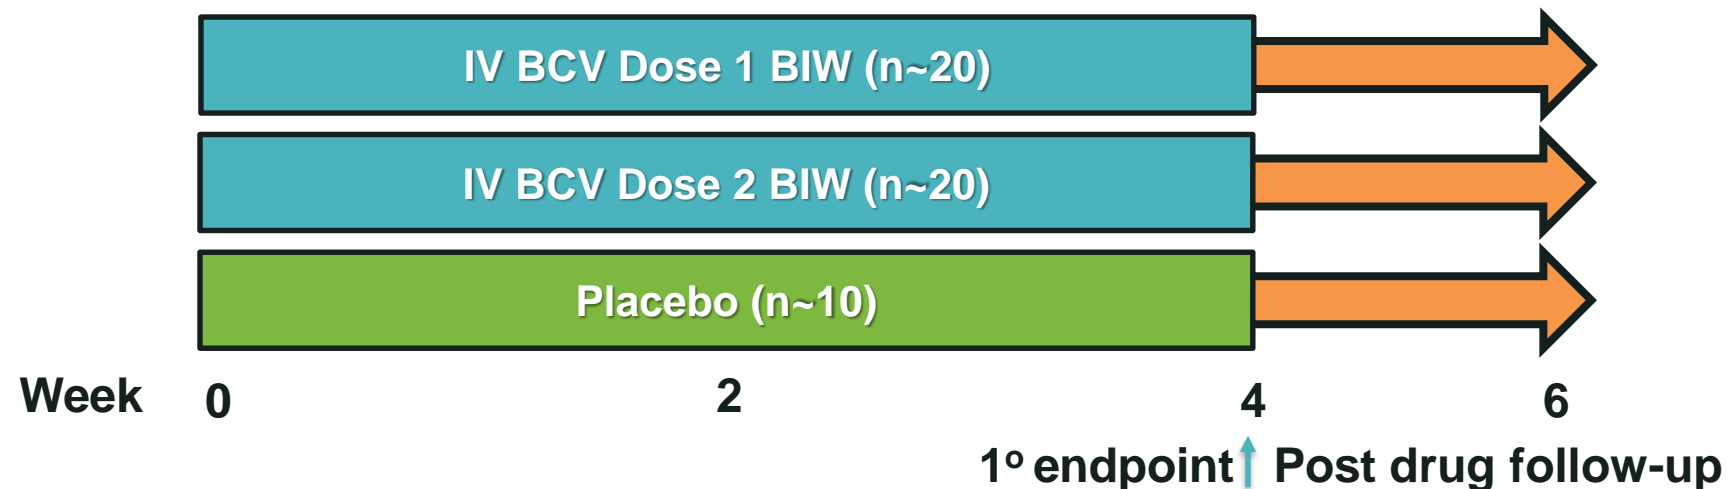 IV BCV Dose 1 BIW (n~20)
IV BCV Dose 2 BIW (n~20)
Placebo (n~10)
Week 0 2 4 6
1º endpoint Post drug follow-up